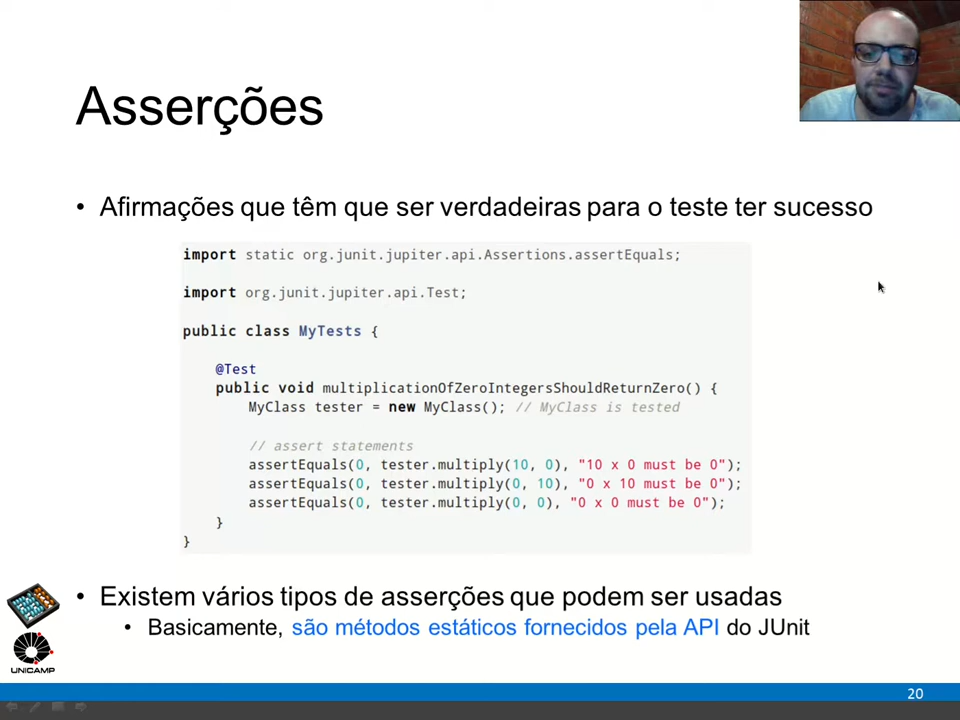 Asserções
• Afirmações que têm que ser verdadeiras para o teste ter sucesso
import static org.junit.jupiter.api.Assertions.assertEquals;
import org.junit.jupiter.api.Test;
public class MyTests {
@Test
public void multiplicationOfZeroIntegersShouldReturnZero() {
MyClass tester = new MyClass(); // MyClass is tested
// assert statements
assertEquals(0, tester.multiply(10, 0), "10 x 0 must be 0");
assertEquals(0, tester.multiply(0, 10), "0 x 10 must be 0");
assertEquals(0, tester.multiply(0, 0), "0 x 0 must be 0");
}
}
• Existem vários tipos de asserções que podem ser usadas
• Basicamente, são métodos estáticos fornecidos pela API do JUnit
UNICAMP
20